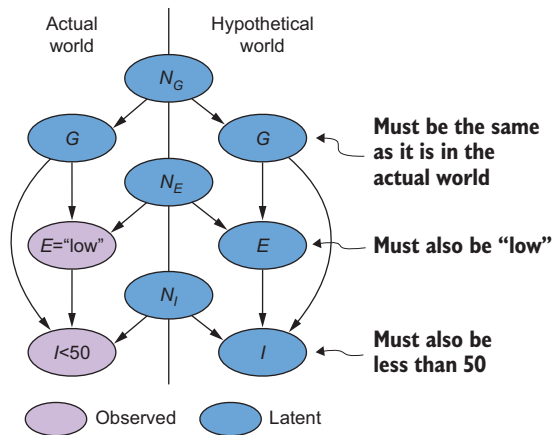 Actual
world
Hypothetical
world
N_G
G
G
Must be the same
as it is in the
actual world
N_E
E=“low”
E
Must also be “low”
N_I
I<50
I
Must also be
less than 50
Observed
Latent